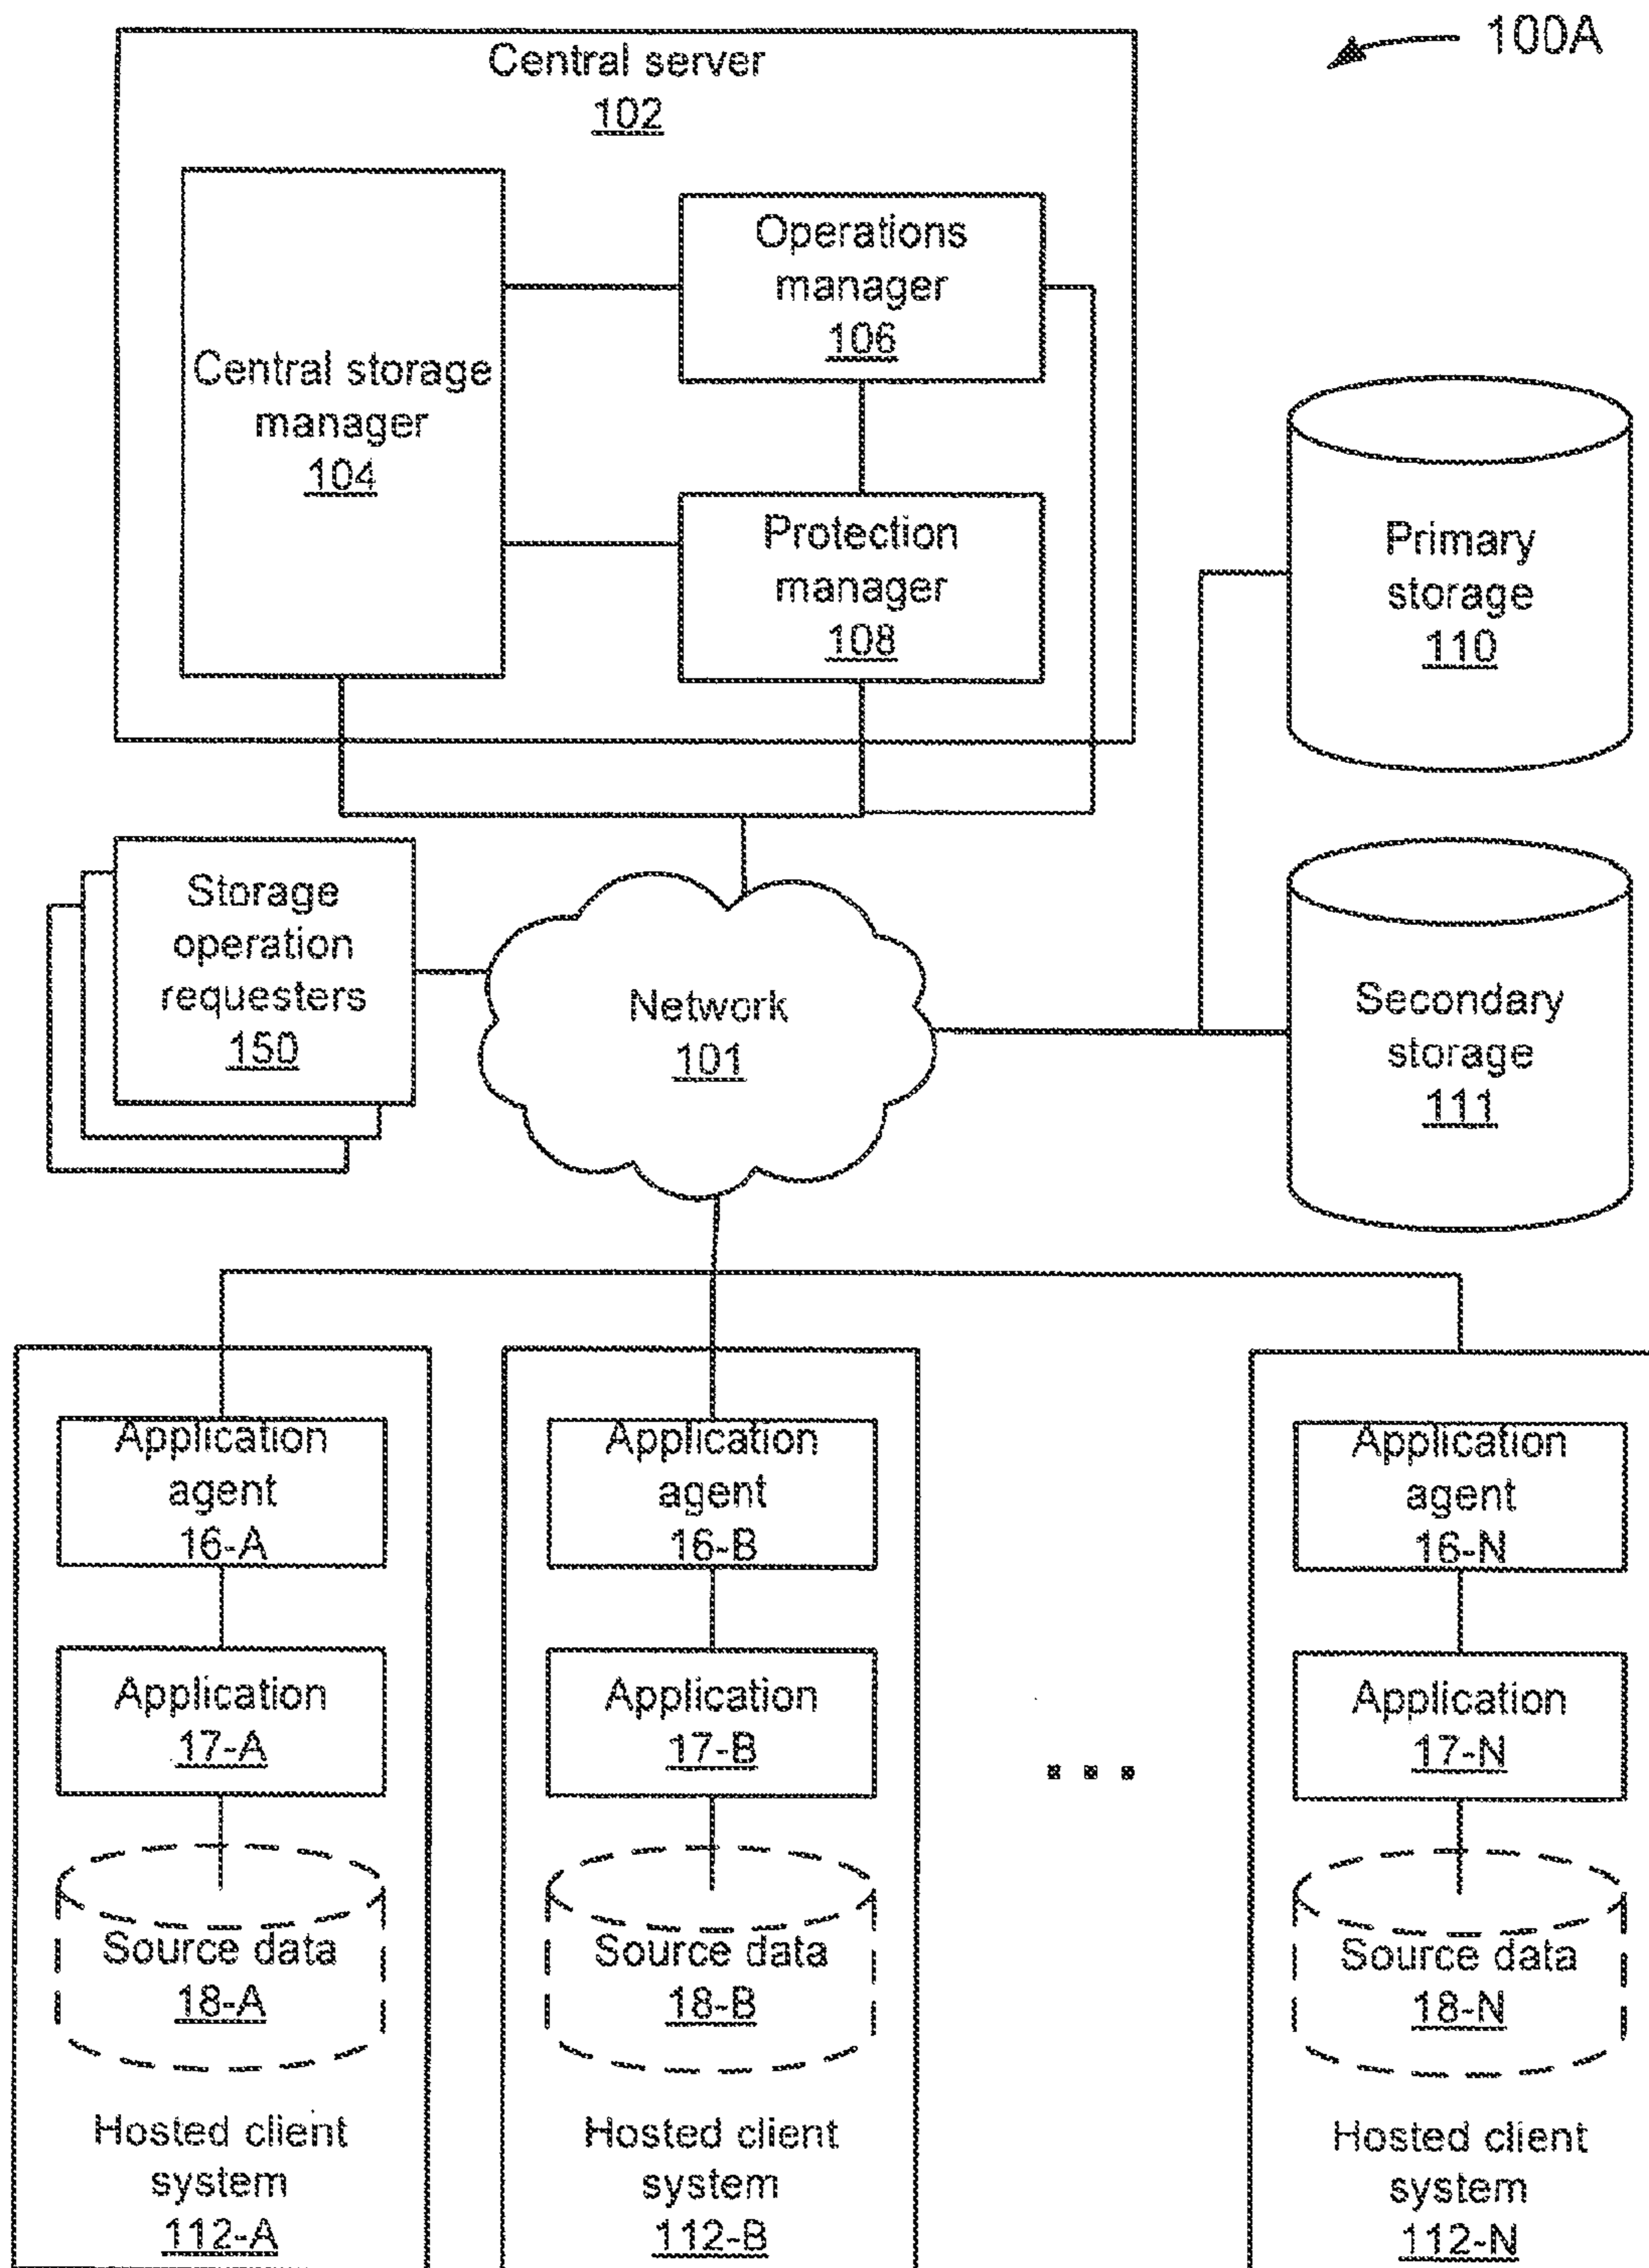 100A
Central server
102
Operations
manager
106
Central storage
manager
104
Protection
manager
108
Primary
storage
110
Storage
operation
requesters
150
Network
101
Secondary
storage
111
Application
agent
16-A
Application
17-A
Source data
18-A
Hosted client
system
112-A
Application
agent
16-B
Application
17-B
Source data
18-B
Hosted client
system
112-B
...
Application
agent
16-N
Application
17-N
Source data
18-N
Hosted client
system
112-N